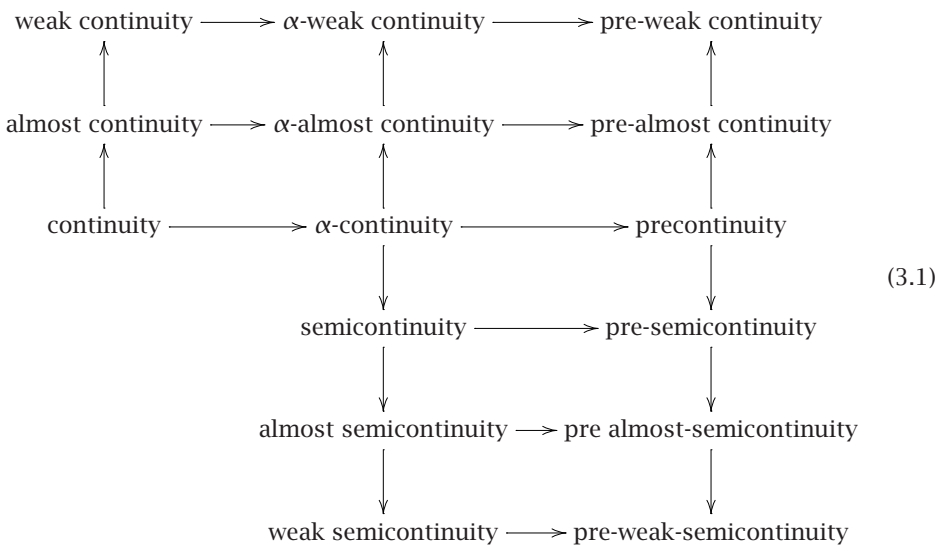 weak continuity α-weak continuity pre-weak continuity
almost continuity α-almost continuity pre-almost continuity
continuity α-continuity precontinuity
(3.1)
semicontinuity pre-semicontinuity
almost semicontinuity pre almost-semicontinuity
weak semicontinuity pre-weak-semicontinuity